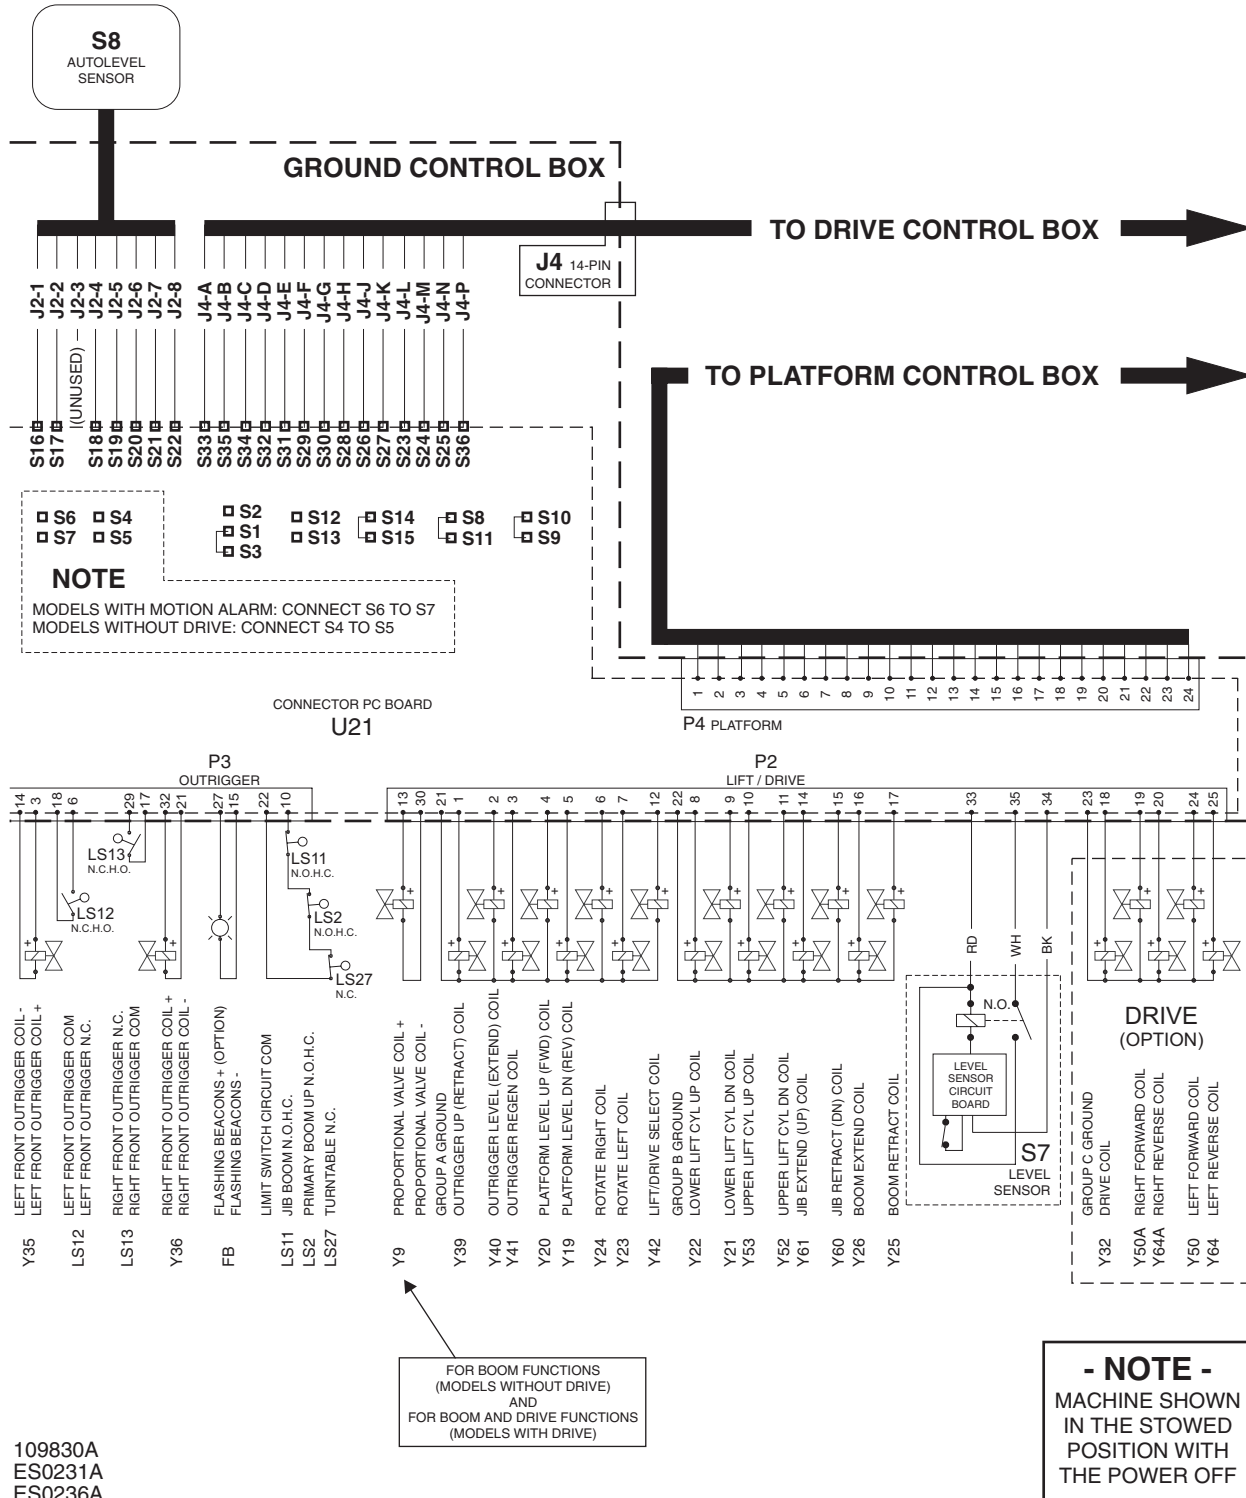 S8
AUTOLEVEL
SENSOR
GROUND CONTROL BOX
TO DRIVE CONTROL BOX
J4 14-PIN
CONNECTOR
J2-1
J2-2
J2-3
J2-4
J2-5
J2-6
J2-7
J2-8
J4-A
J4-B
J4-C
J4-D
J4-E
J4-F
J4-G
J4-H
J4-J
J4-K
J4-L
J4-M
J4-N
J4-P
(UNUSED)
TO PLATFORM CONTROL BOX
S16
S17
S18
S19
S20
S21
S22
S33
S35
S34
S32
S31
S29
S30
S28
S26
S27
S23
S24
S25
S36
S6 S4
S7 S5
S2
S1
S3
S12
S13
S14
S15
S8
S11
S10
S9
NOTE
MODELS WITH MOTION ALARM: CONNECT S6 TO S7
MODELS WITHOUT DRIVE: CONNECT S4 TO S5
1 2 3 4 5 6 7 8 9 10 11 12 13 14 15 16 17 18 19 20 21 22 23 24
P4 PLATFORM
CONNECTOR PC BOARD
U21
P3
OUTRIGGER
P2
LIFT / DRIVE
14 3 18 6 29 17 32 21 27 15 22 10
13 30 21 1 2 3 4 5 6 7 12 22 8 9 10 11 14 15 16 17 33 35 34 23 18 19 20 24 25
LS13
N.C.H.O.
LS12
N.C.H.O.
LS11
N.O.H.C.
LS2
N.O.H.C.
LS27
N.C.
+ + + + + + + + + + + + + + + + + + +
RD
WH
BK
N.O.
LEVEL
SENSOR
CIRCUIT
BOARD
S7
LEVEL
SENSOR
DRIVE
(OPTION)
LEFT FRONT OUTRIGGER COIL -
LEFT FRONT OUTRIGGER COIL +
LEFT FRONT OUTRIGGER COM
LEFT FRONT OUTRIGGER N.C.
RIGHT FRONT OUTRIGGER N.C.
RIGHT FRONT OUTRIGGER COM
RIGHT FRONT OUTRIGGER COIL +
RIGHT FRONT OUTRIGGER COIL -
FLASHING BEACONS + (OPTION)
FLASHING BEACONS -
LIMIT SWITCH CIRCUIT COM
JIB BOOM N.O.H.C.
PRIMARY BOOM UP N.O.H.C.
TURNTABLE N.C.
PROPORTIONAL VALVE COIL +
PROPORTIONAL VALVE COIL -
GROUP A GROUND
OUTRIGGER UP (RETRACT) COIL
OUTRIGGER LEVEL (EXTEND) COIL
OUTRIGGER REGEN COIL
PLATFORM LEVEL UP (FWD) COIL
PLATFORM LEVEL DN (REV) COIL
ROTATE RIGHT COIL
ROTATE LEFT COIL
LIFT/DRIVE SELECT COIL
GROUP B GROUND
LOWER LIFT CYL UP COIL
LOWER LIFT CYL DN COIL
UPPER LIFT CYL UP COIL
UPPER LIFT CYL DN COIL
JIB EXTEND (UP) COIL
JIB RETRACT (DN) COIL
BOOM EXTEND COIL
BOOM RETRACT COIL
GROUP C GROUND
DRIVE COIL
RIGHT FORWARD COIL
RIGHT REVERSE COIL
LEFT FORWARD COIL
LEFT REVERSE COIL
Y35
LS12
LS13
Y36
FB
LS11
LS2
LS27
Y9
Y39
Y40
Y41
Y20
Y19
Y24
Y23
Y42
Y22
Y21
Y53
Y52
Y61
Y60
Y26
Y25
Y32
Y50A
Y64A
Y50
Y64
FOR BOOM FUNCTIONS
(MODELS WITHOUT DRIVE)
AND
FOR BOOM AND DRIVE FUNCTIONS
(MODELS WITH DRIVE)
- NOTE -
MACHINE SHOWN
IN THE STOWED
POSITION WITH
THE POWER OFF
109830A
ES0231A
ES0236A